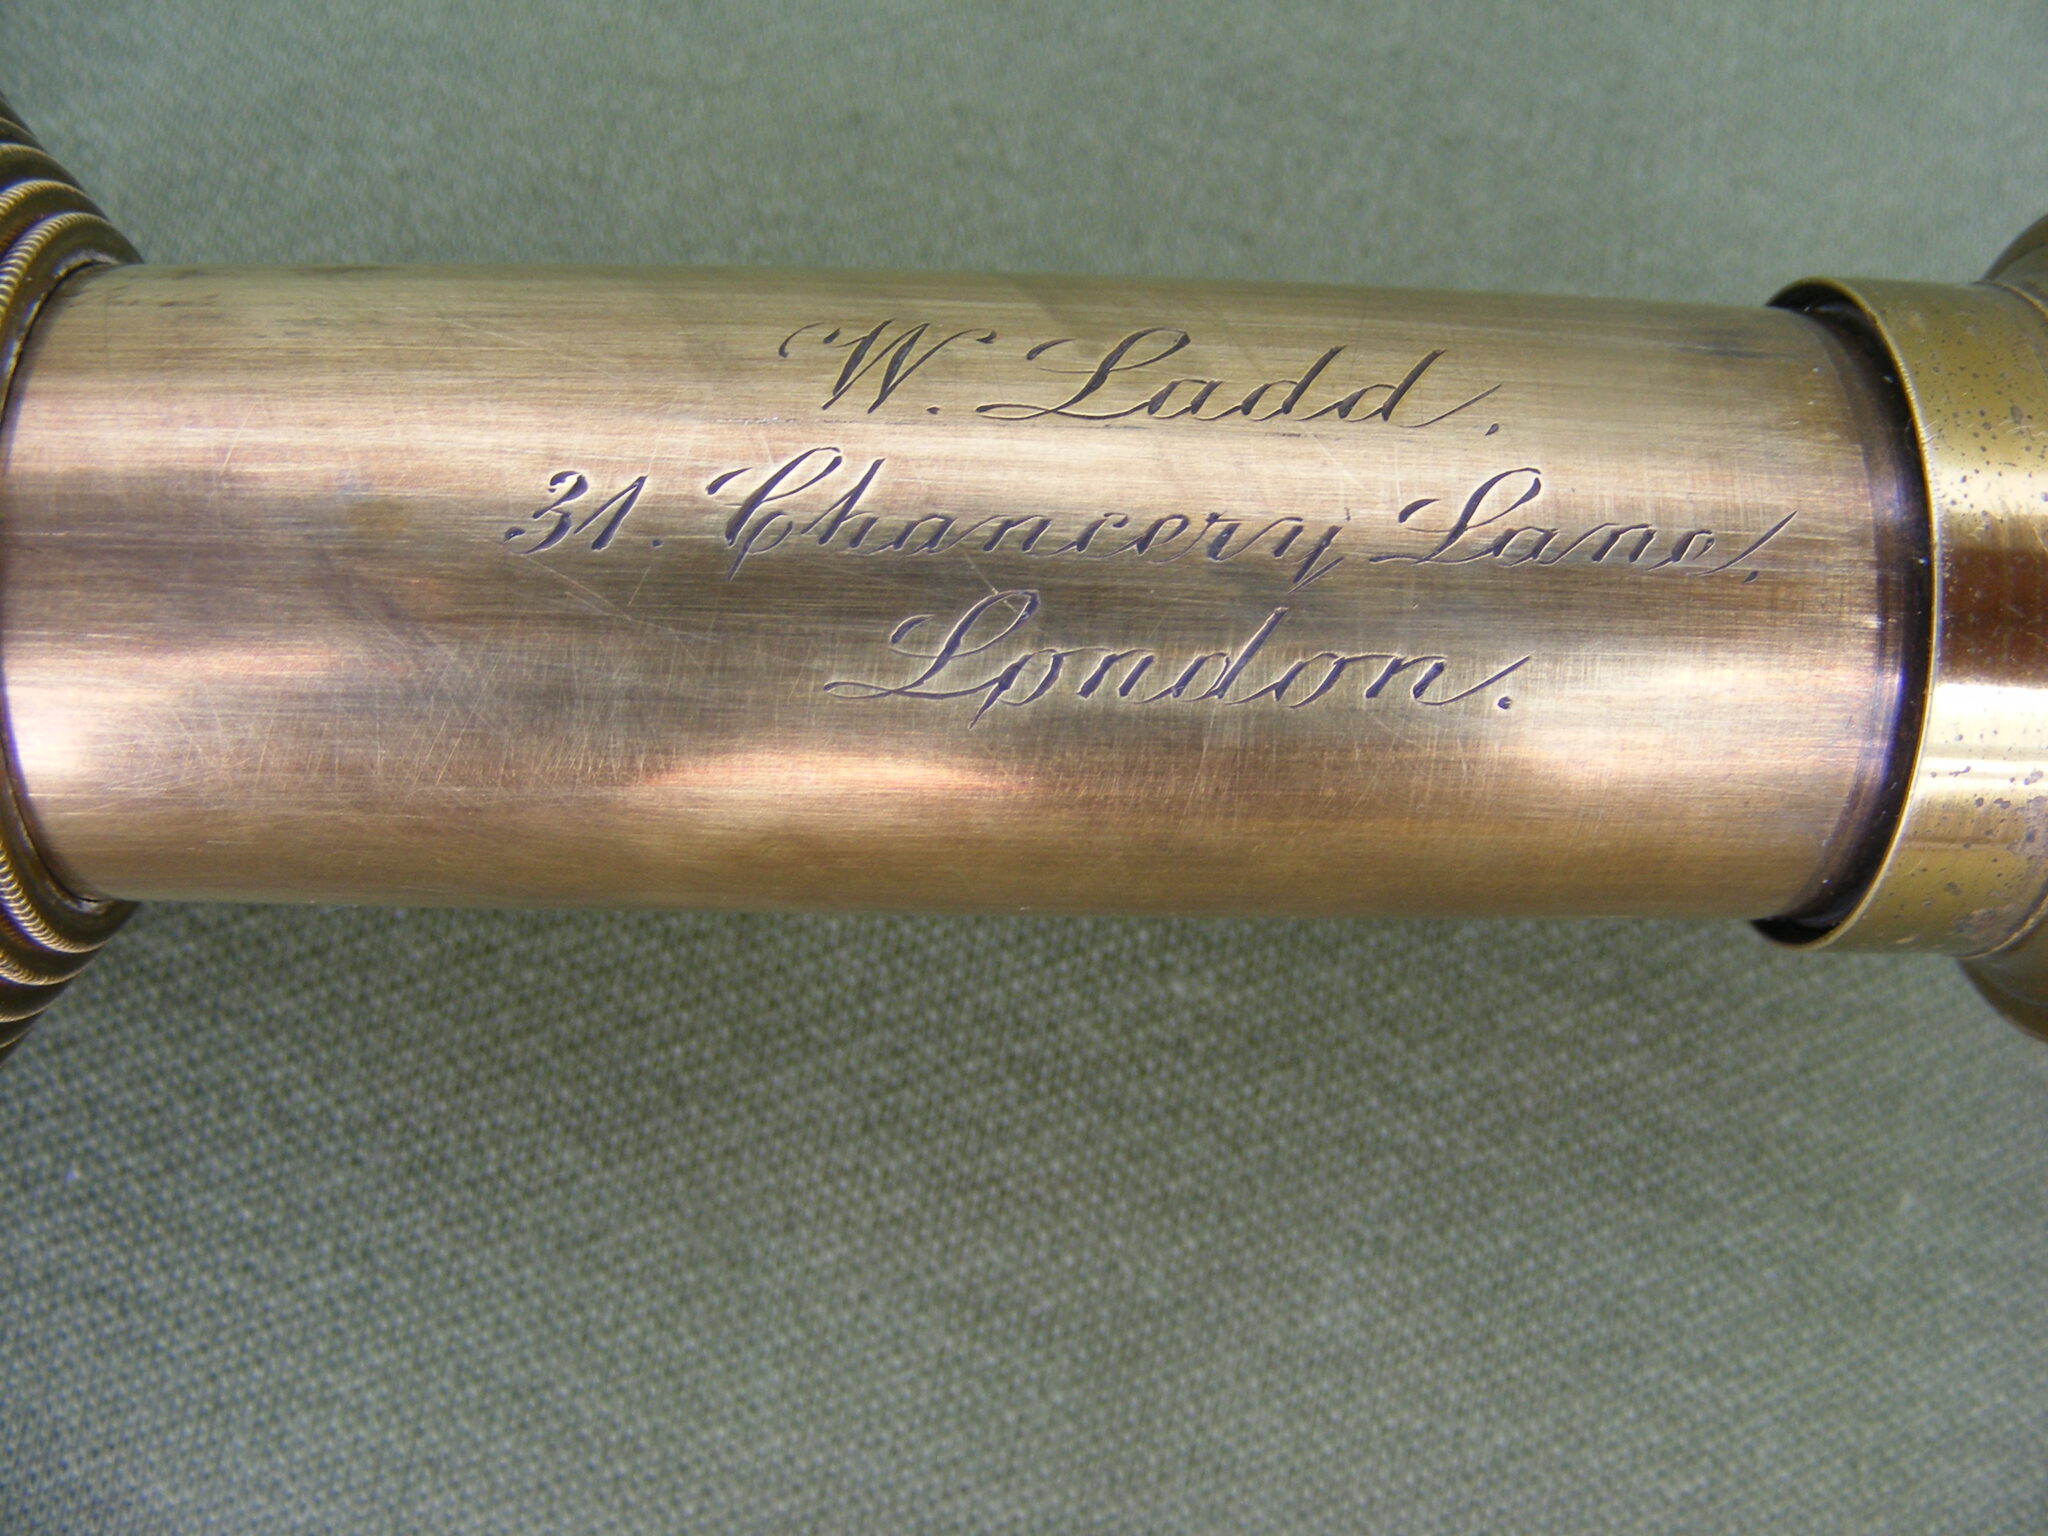 W. Ladd,
31. Chancery Lane,
London.